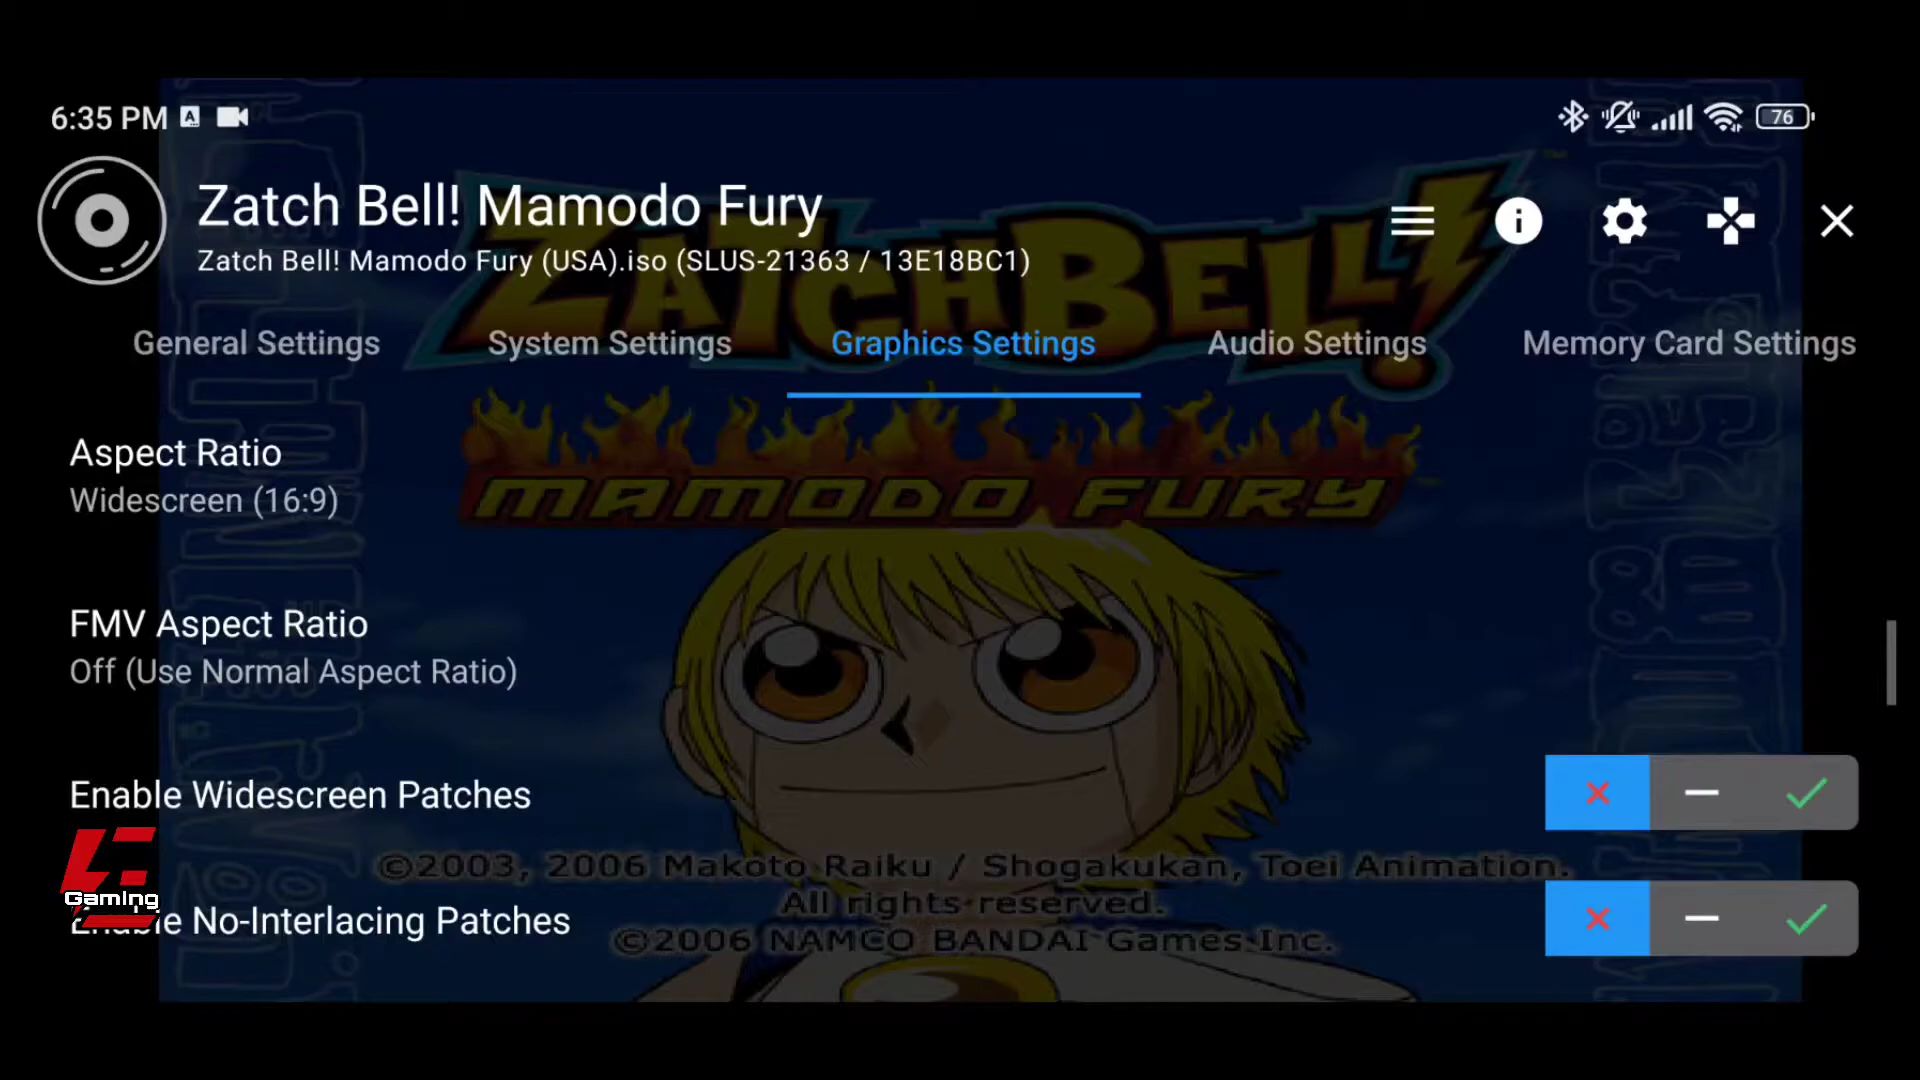 6:35 PM A
76
Zatch Bell! Mamodo Fury
Zatch Bell! Mamodo Fury (USA).iso (SLUS-21363 / 13E18BC1)
General Settings
System Settings
Graphics Settings
Audio Settings
Memory Card Settings
ZATCHBELL!
MAMODO FURY
Aspect Ratio
Widescreen (16:9)
FMV Aspect Ratio
Off (Use Normal Aspect Ratio)
Enable Widescreen Patches
©2003, 2006 Makoto Raiku / Shogakukan, Toei Animation.
All rights reserved.
©2006 NAMCO BANDAI Games Inc.
Gaming
Enable No-Interlacing Patches